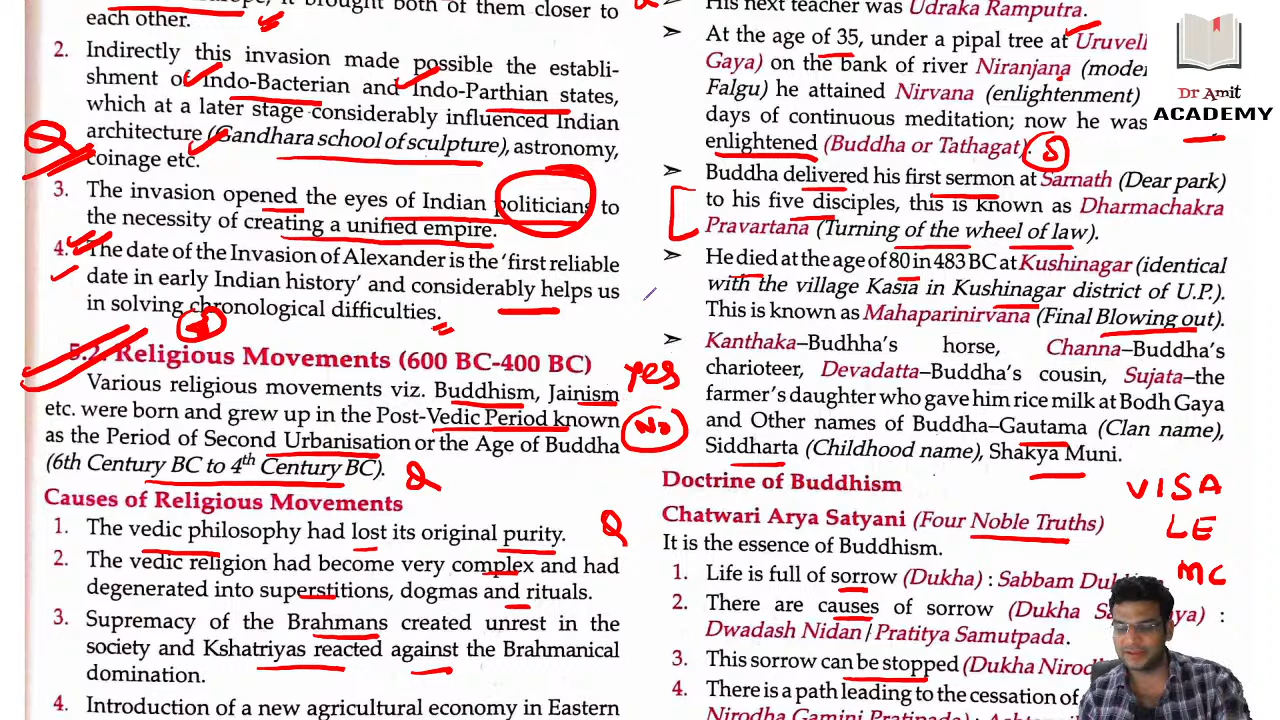 it brought both of them closer to
each other.
2. Indirectly this invasion made possible the establi-
shment of Indo-Bacterian and Indo-Parthian states,
which at a later stage considerably influenced Indian
architecture (Gandhara school of sculpture), astronomy,
coinage etc.
3. The invasion opened the eyes of Indian politicians to
the necessity of creating a unified empire.
4. The date of the Invasion of Alexander is the 'first reliable
date in early Indian history' and considerably helps us
in solving chronological difficulties.
5.2. Religious Movements (600 BC-400 BC)
Various religious movements viz. Buddhism, Jainism
etc. were born and grew up in the Post-Vedic Period known
as the Period of Second Urbanisation or the Age of Buddha
(6th Century BC to 4th Century BC).
Causes of Religious Movements
1. The vedic philosophy had lost its original purity.
2. The vedic religion had become very complex and had
degenerated into superstitions, dogmas and rituals.
3. Supremacy of the Brahmans created unrest in the
society and Kshatriyas reacted against the Brahmanical
domination.
4. Introduction of a new agricultural economy in Eastern
Yes
No
➤ His next teacher was Udraka Ramputra.
➤ At the age of 35, under a pipal tree at Uruvell
Gaya) on the bank of river Niranjana (moder
Falgu) he attained Nirvana (enlightenment)
days of continuous meditation; now he was
enlightened (Buddha or Tathagat).
5
➤ Buddha delivered his first sermon at Sarnath (Dear park)
to his five disciples, this is known as Dharmachakra
Pravartana (Turning of the wheel of law).
➤ He died at the age of 80 in 483 BC at Kushinagar (identical
with the village Kasia in Kushinagar district of U.P.).
This is known as Mahaparinirvana (Final Blowing out).
➤ Kanthaka–Budhha's horse, Channa–Buddha's
charioteer, Devadatta–Buddha's cousin, Sujata–the
farmer's daughter who gave him rice milk at Bodh Gaya
and Other names of Buddha–Gautama (Clan name),
Siddharta (Childhood name), Shakya Muni.
Doctrine of Buddhism
Chatwari Arya Satyani (Four Noble Truths)
It is the essence of Buddhism.
1. Life is full of sorrow (Dukha) : Sabbam
2. There are causes of sorrow (Dukha :
Dwadash Nidan/Pratitya Samutpada.
3. This sorrow can be stopped (Dukha
4. There is a path leading to the cessation of
Nirodha Gamini Pratipada) :
VISA
LE
MC
Dr Amit
ACADEMY